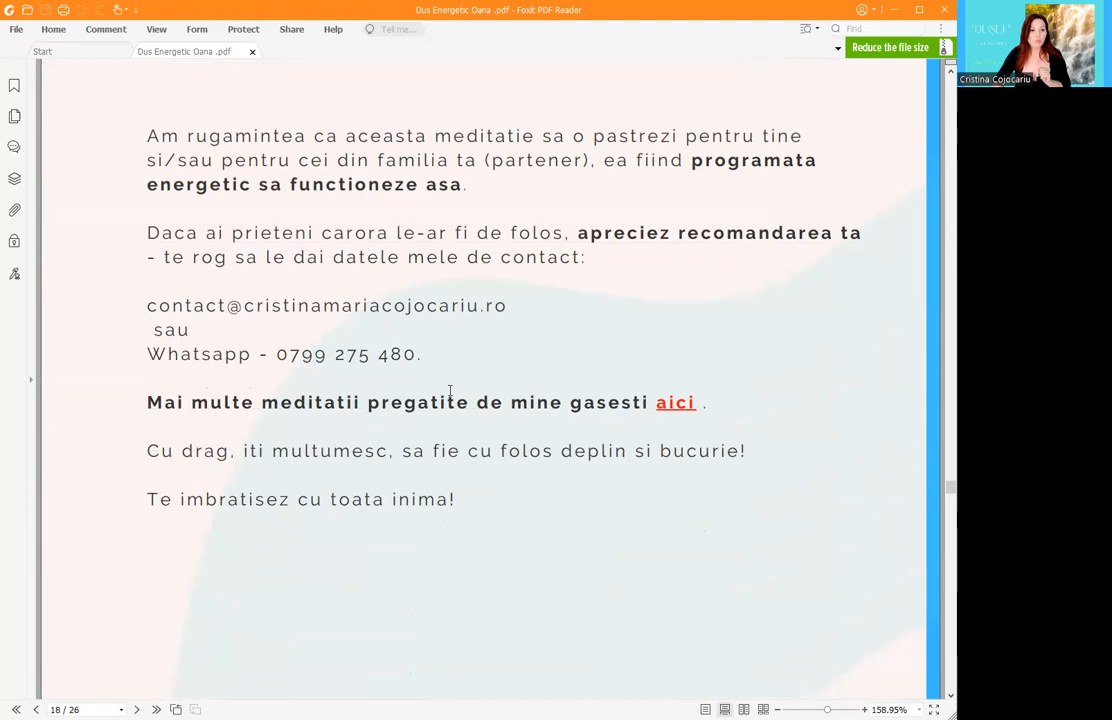 Dus Energetic Oana .pdf - Foxit PDF Reader
File Home Comment View Form Protect Share Help Tell me... Find
Start Dus Energetic Oana .pdf
Reduce the file size
Cristina Cojocariu
Am rugamintea ca aceasta meditatie sa o pastrezi pentru tine
si/sau pentru cei din familia ta (partener), ea fiind programata
energetic sa functioneze asa.
Daca ai prieteni carora le-ar fi de folos, apreciez recomandarea ta
- te rog sa le dai datele mele de contact:
contact@cristinamariacojocariu.ro
sau
Whatsapp - 0799 275 480.
Mai multe meditatii pregatite de mine gasesti aici .
Cu drag, iti multumesc, sa fie cu folos deplin si bucurie!
Te imbratisez cu toata inima!
18 / 26
158.95%